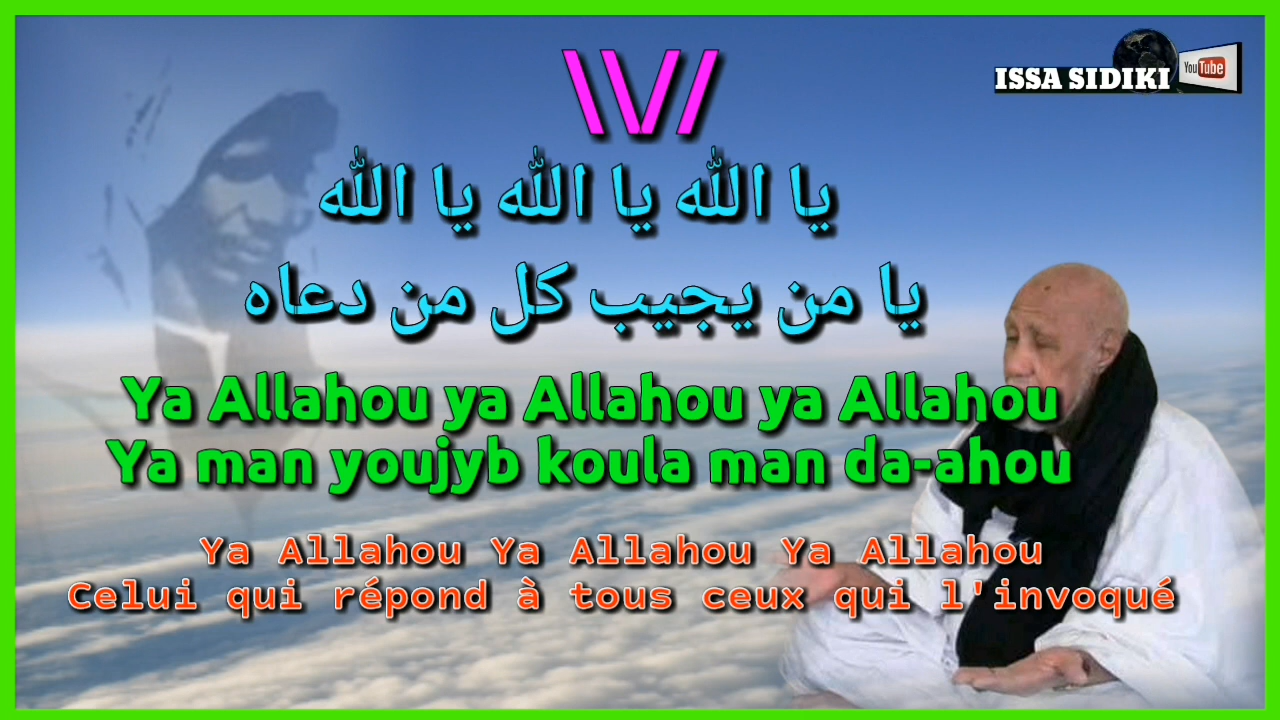 \\//
ISSA SIDIKI YouTube
يا الله يا الله يا الله
يا من يجيب كل من دعاه
Ya Allahou ya Allahou ya Allahou
Ya man youjyb koula man da-ahou
Ya Allahou Ya Allahou Ya Allahou
Celui qui répond à tous ceux qui l'invoqué